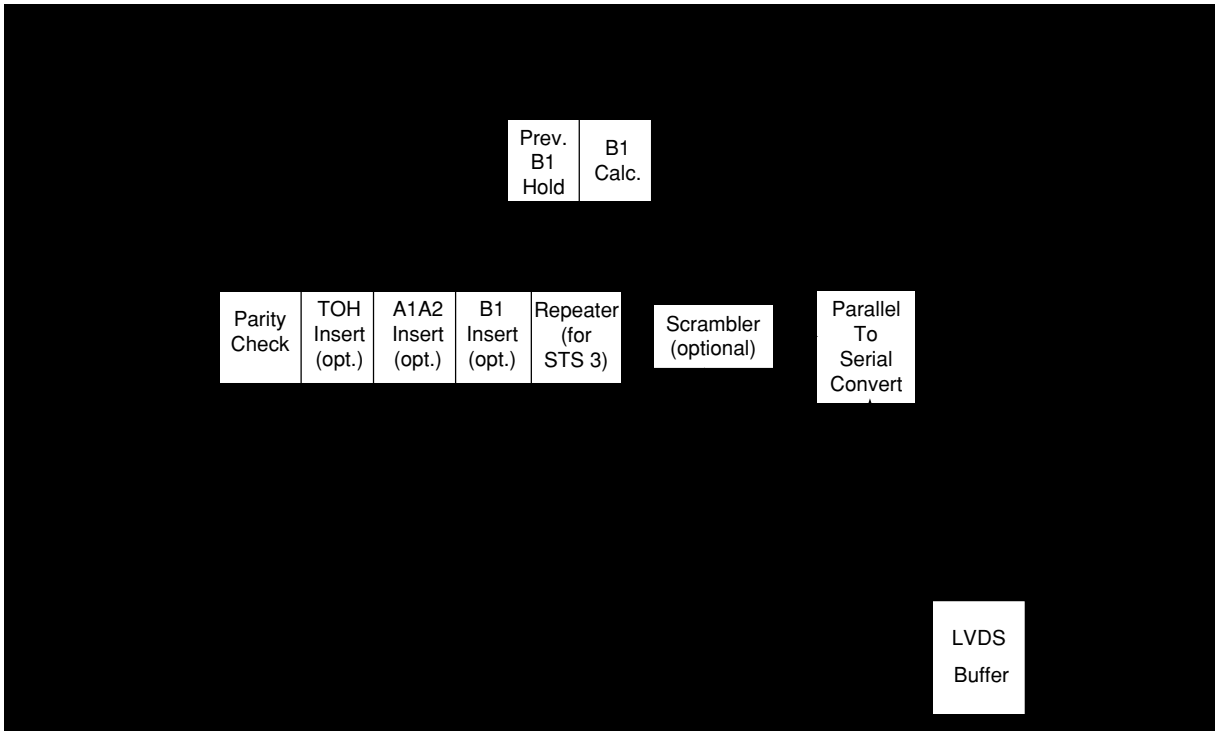 Prev.
B1
Hold
B1
Calc.
Parity
Check
TOH
Insert
(opt.)
A1A2
Insert
(opt.)
B1
Insert
(opt.)
Repeater
(for
STS 3)
Scrambler
(optional)
Parallel
To
Serial
Convert
LVDS
Buffer